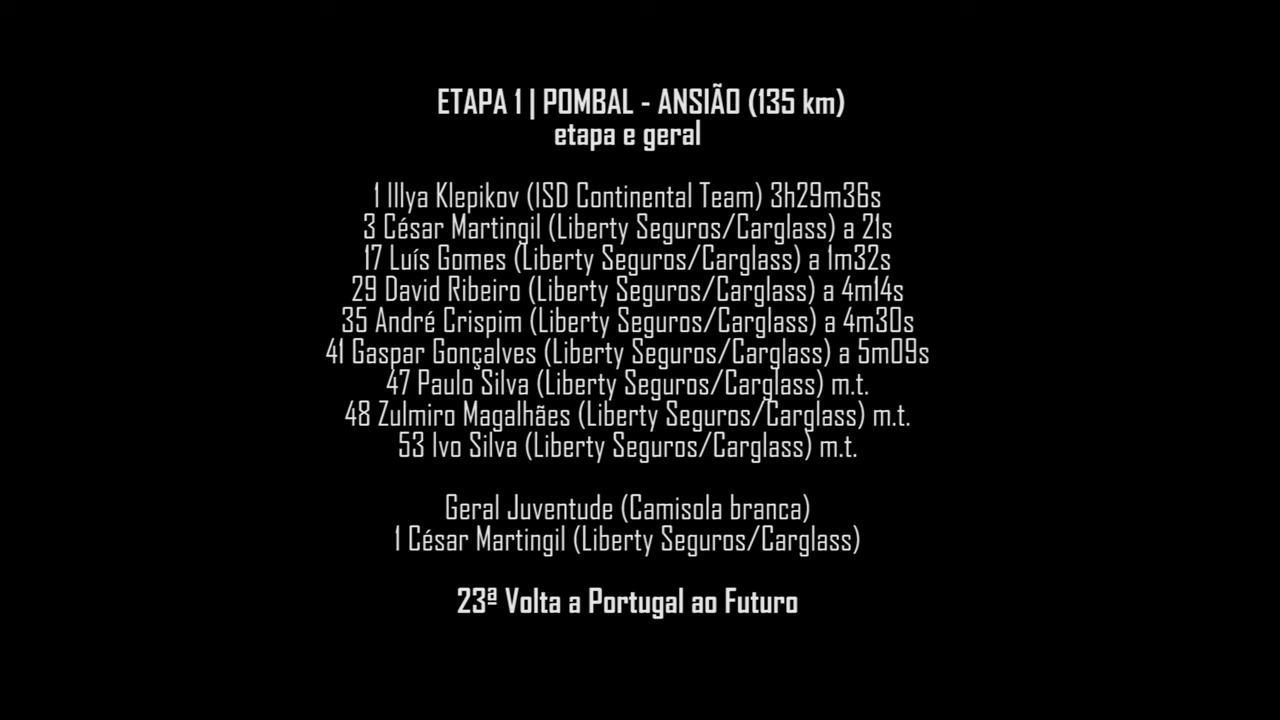 ETAPA 1 | POMBAL - ANSIÃO (135 km)
etapa e geral
1 Illya Klepikov (ISD Continental Team) 3h29m36s
3 César Martingil (Liberty Seguros/Carglass) a 21s
17 Luís Gomes (Liberty Seguros/Carglass) a 1m32s
29 David Ribeiro (Liberty Seguros/Carglass) a 4m14s
35 André Crispim (Liberty Seguros/Carglass) a 4m30s
41 Gaspar Gonçalves (Liberty Seguros/Carglass) a 5m09s
47 Paulo Silva (Liberty Seguros/Carglass) m.t.
48 Zulmiro Magalhães (Liberty Seguros/Carglass) m.t.
53 Ivo Silva (Liberty Seguros/Carglass) m.t.
Geral Juventude (Camisola branca)
1 César Martingil (Liberty Seguros/Carglass)
23ª Volta a Portugal ao Futuro